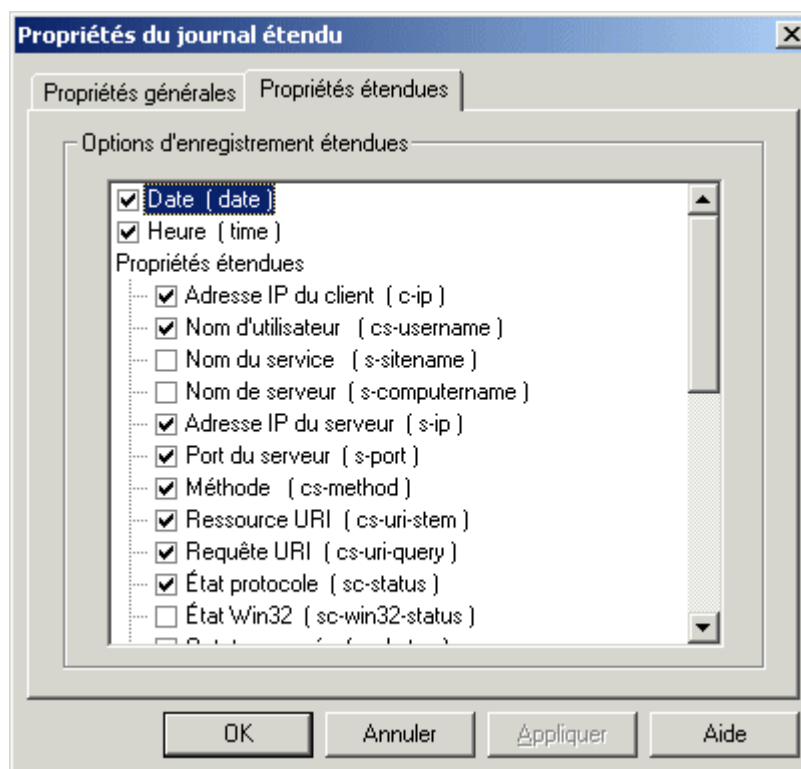 Propriétés du journal étendu
Propriétés générales
Propriétés étendues
Options d'enregistrement étendues
Date ( date )
Heure ( time )
Propriétés étendues
Adresse IP du client ( c-ip )
Nom d'utilisateur ( cs-username )
Nom du service ( s-sitename )
Nom de serveur ( s-computername )
Adresse IP du serveur ( s-ip )
Port du serveur ( s-port )
Méthode ( cs-method )
Ressource URI ( cs-uri-stem )
Requête URI ( cs-uri-query )
État protocole ( sc-status )
État Win32 ( sc-win32-status )
OK
Annuler
Appliquer
Aide